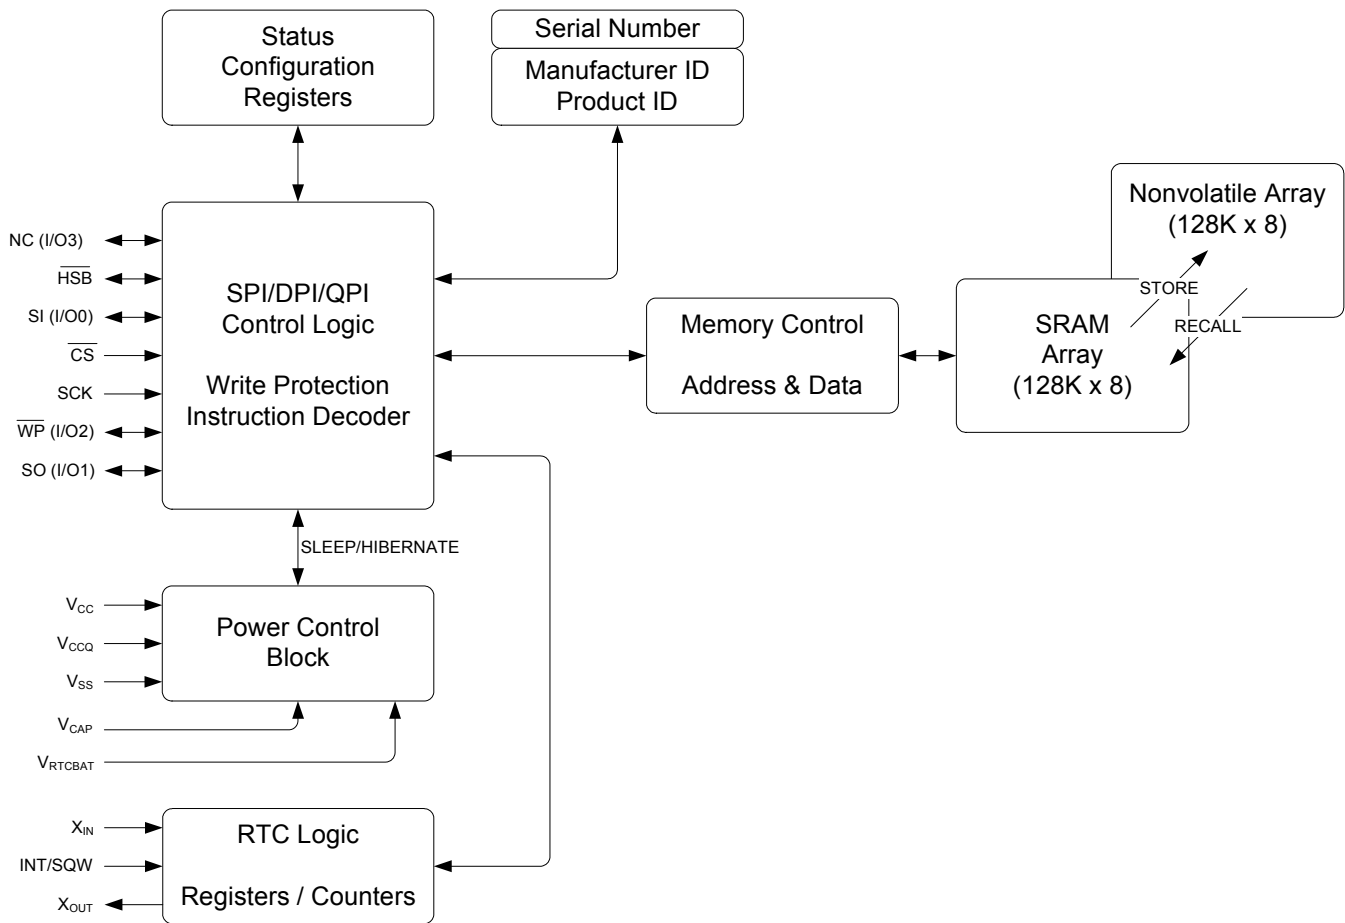 Status
Configuration
Registers
Serial Number
Manufacturer ID
Product ID
NC (I/O3)
HSB
SI (I/O0)
CS
SCK
WP (I/O2)
SO (I/O1)
SPI/DPI/QPI
Control Logic
Write Protection
Instruction Decoder
Memory Control
Address & Data
Nonvolatile Array
(128K x 8)
STORE
RECALL
SRAM
Array
(128K x 8)
SLEEP/HIBERNATE
VCC
VCCQ
VSS
VCAP
VRTCBAT
Power Control
Block
XIN
INT/SQW
XOUT
RTC Logic
Registers / Counters